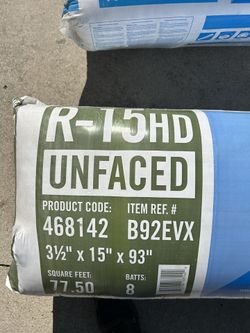 R-15HD
UNFACED
PRODUCT CODE: ITEM REF. #
468142 B92EVX
3½" x 15" x 93"
SQUARE FEET: BATTS:
77.50 8